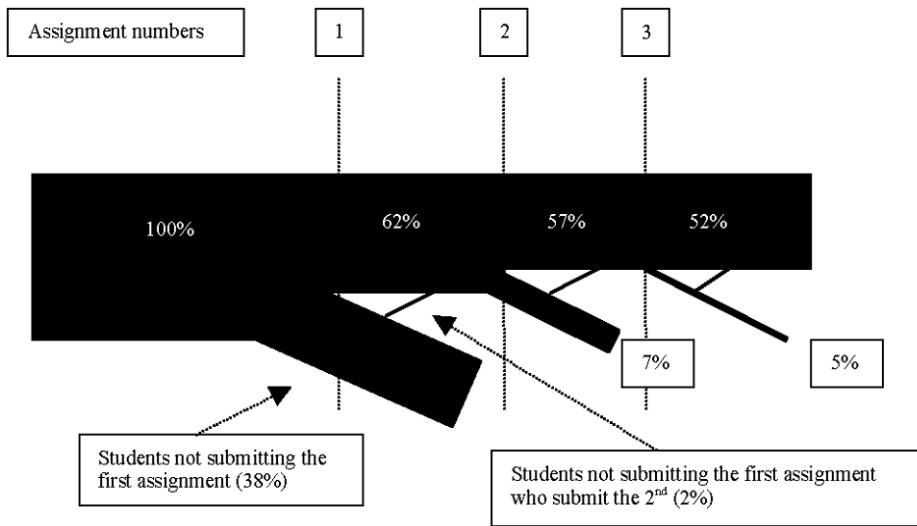 Assignment numbers
1
2
3
100%
62%
57%
52%
7%
5%
Students not submitting the
first assignment (38%)
Students not submitting the first assignment
who submit the 2nd (2%)